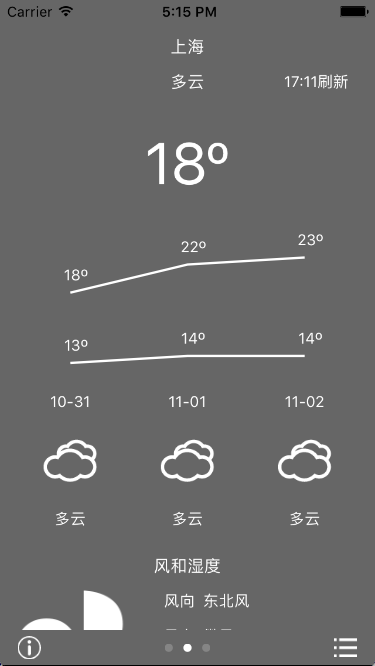 Carrier 5:15 PM
上海
多云 17:11刷新
18º
18º 22º 23º
13º 14º 14º
10-31 11-01 11-02
多云 多云 多云
风和湿度
风向 东北风